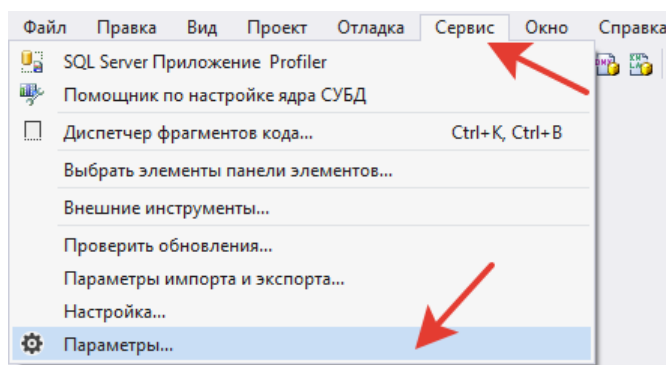 Файл Правка Вид Проект Отладка Сервис Окно Справка
SQL Server Приложение Profiler
Помощник по настройке ядра СУБД
Диспетчер фрагментов кода... Ctrl+K, Ctrl+B
Выбрать элементы панели элементов...
Внешние инструменты...
Проверить обновления...
Параметры импорта и экспорта...
Настройка...
Параметры...